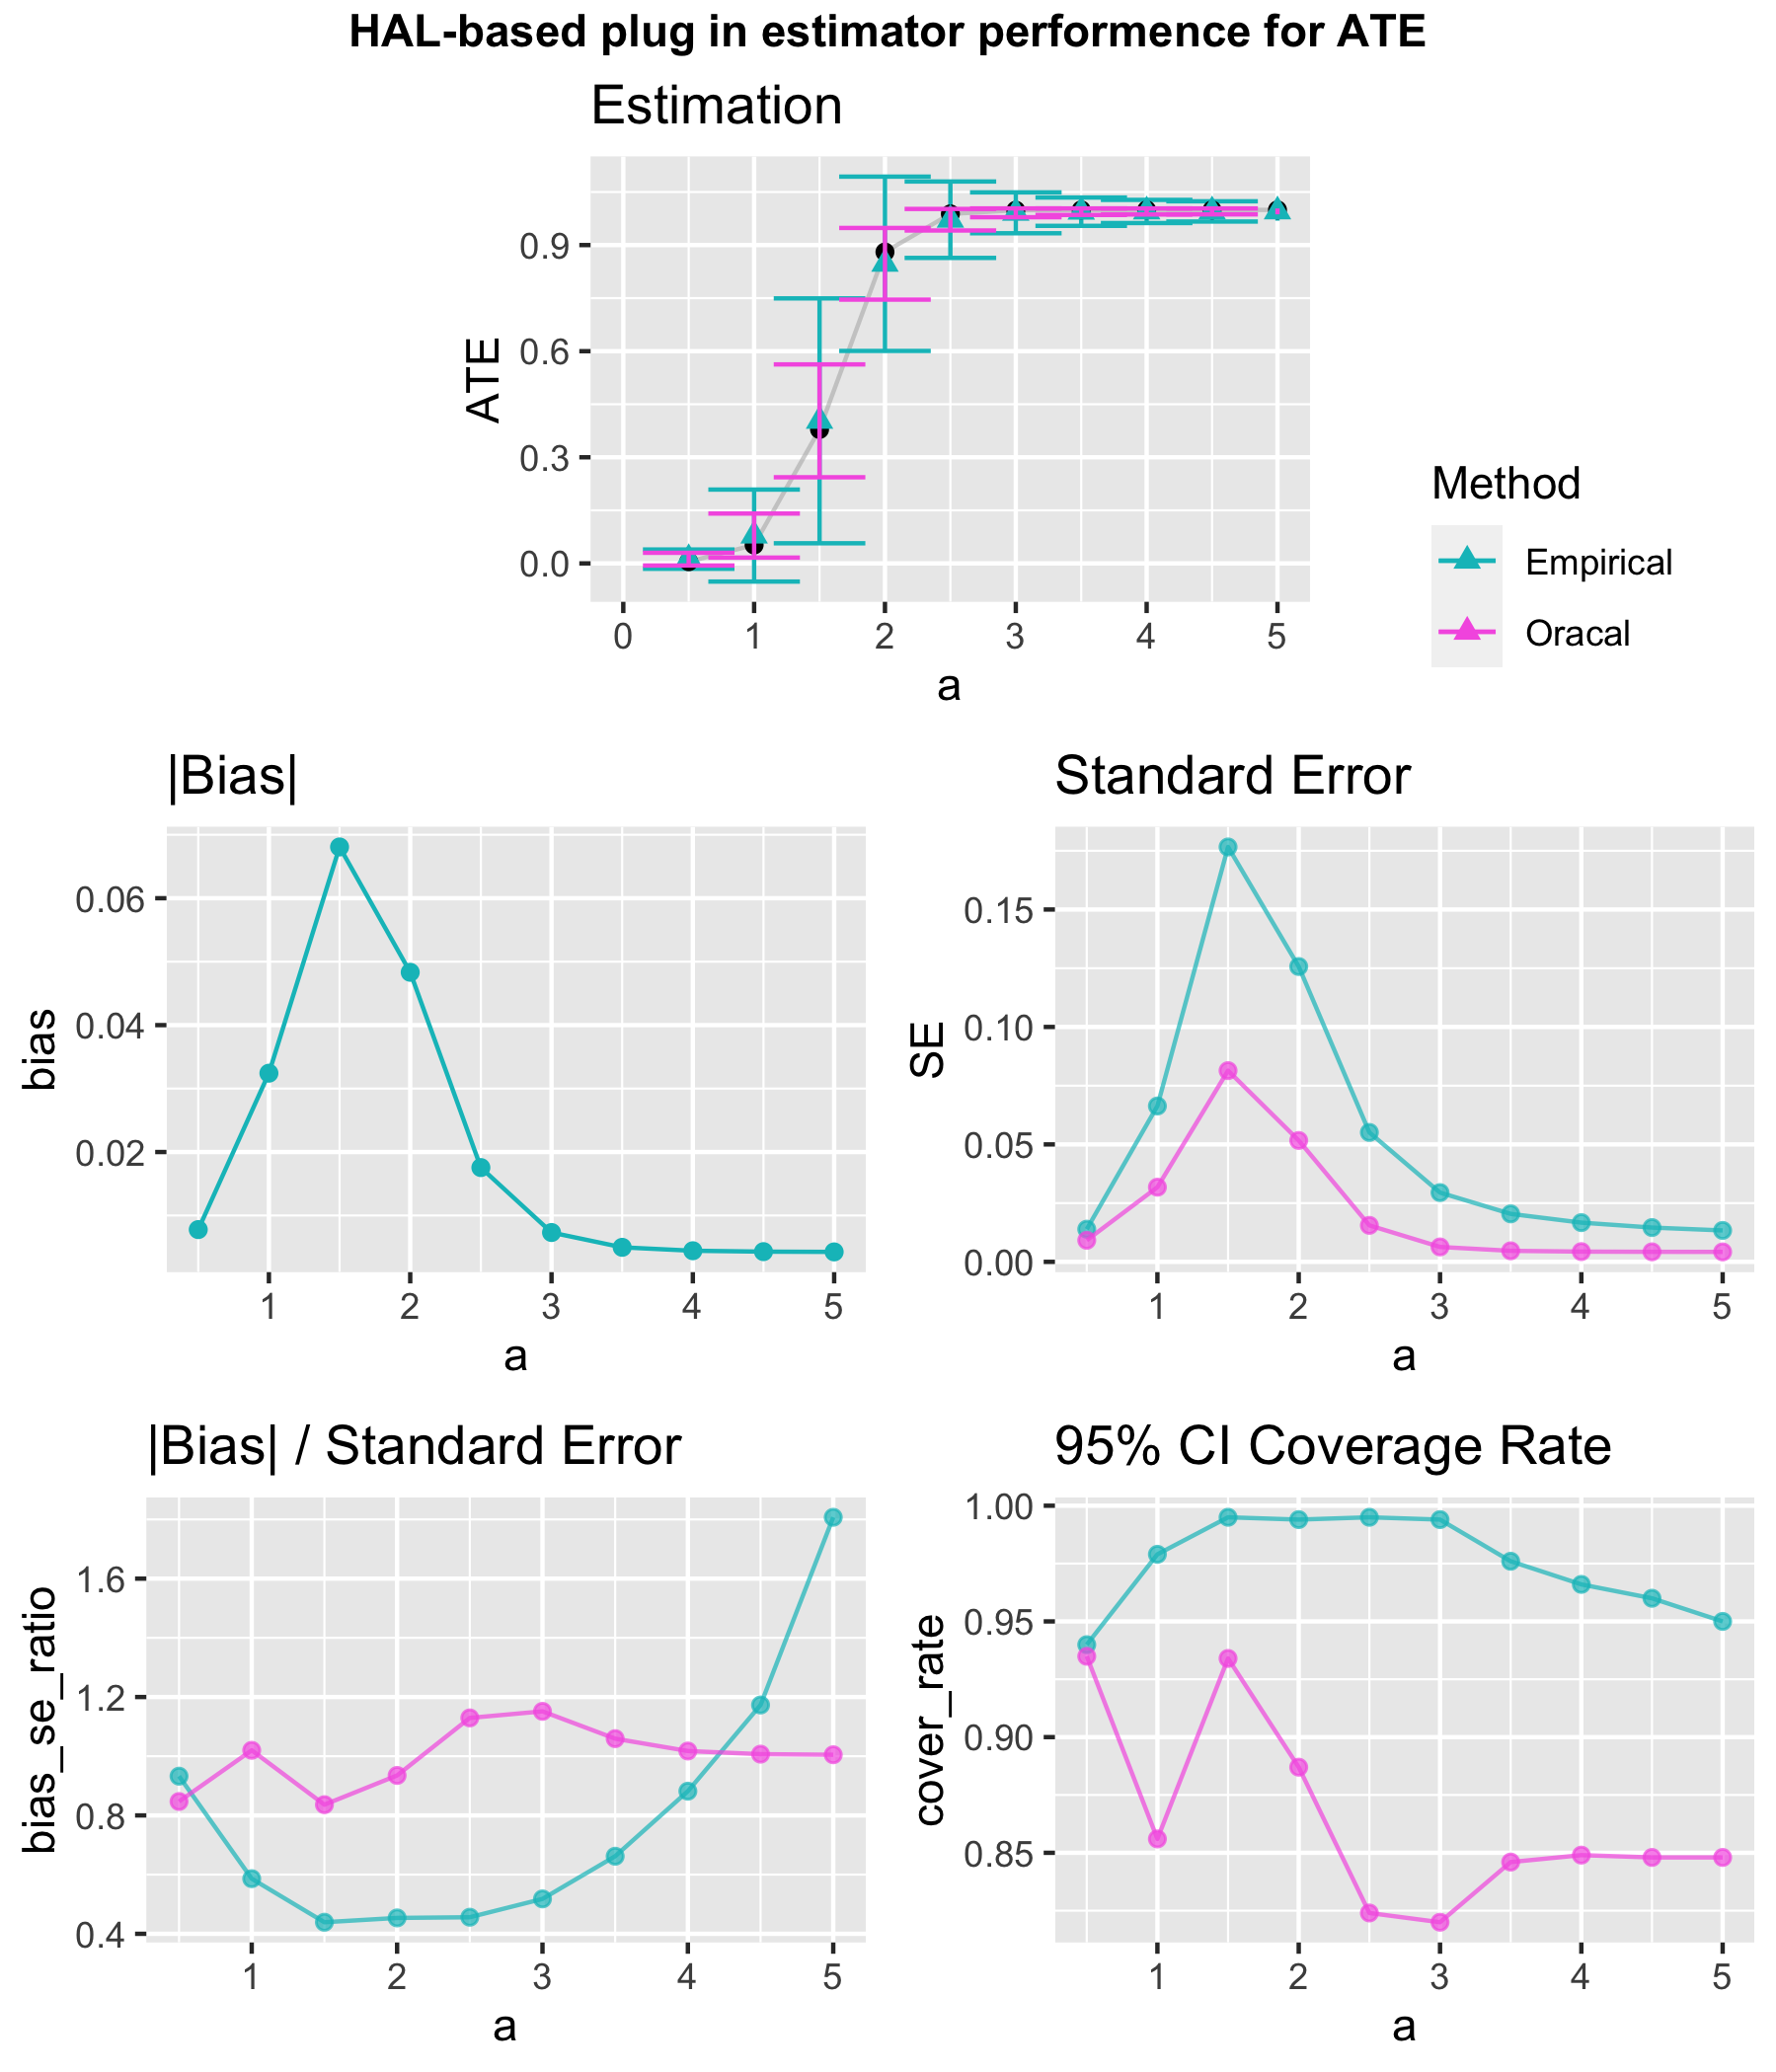 HAL-based plug in estimator performence for ATE
Estimation
ATE
0.9
0.6
0.3
0.0
0 1 2 3 4 5
a
Method
Empirical
Oracal
|Bias|
bias
0.06
0.04
0.02
1 2 3 4 5
a
Standard Error
SE
0.15
0.10
0.05
0.00
1 2 3 4 5
a
|Bias| / Standard Error
bias_se_ratio
1.6
1.2
0.8
0.4
1 2 3 4 5
a
95% CI Coverage Rate
cover_rate
1.00
0.95
0.90
0.85
1 2 3 4 5
a